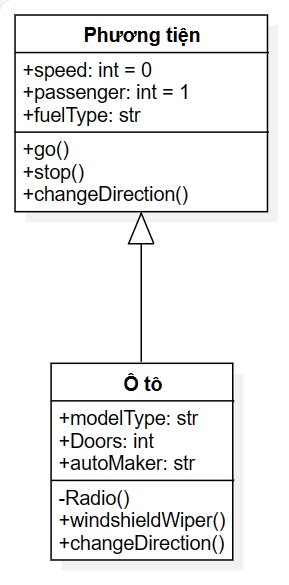 Phương tiện
+speed: int = 0
+passenger: int = 1
+fuelType: str
+go()
+stop()
+changeDirection()
Ô tô
+modelType: str
+Doors: int
+autoMaker: str
-Radio()
+windshieldWiper()
+changeDirection()